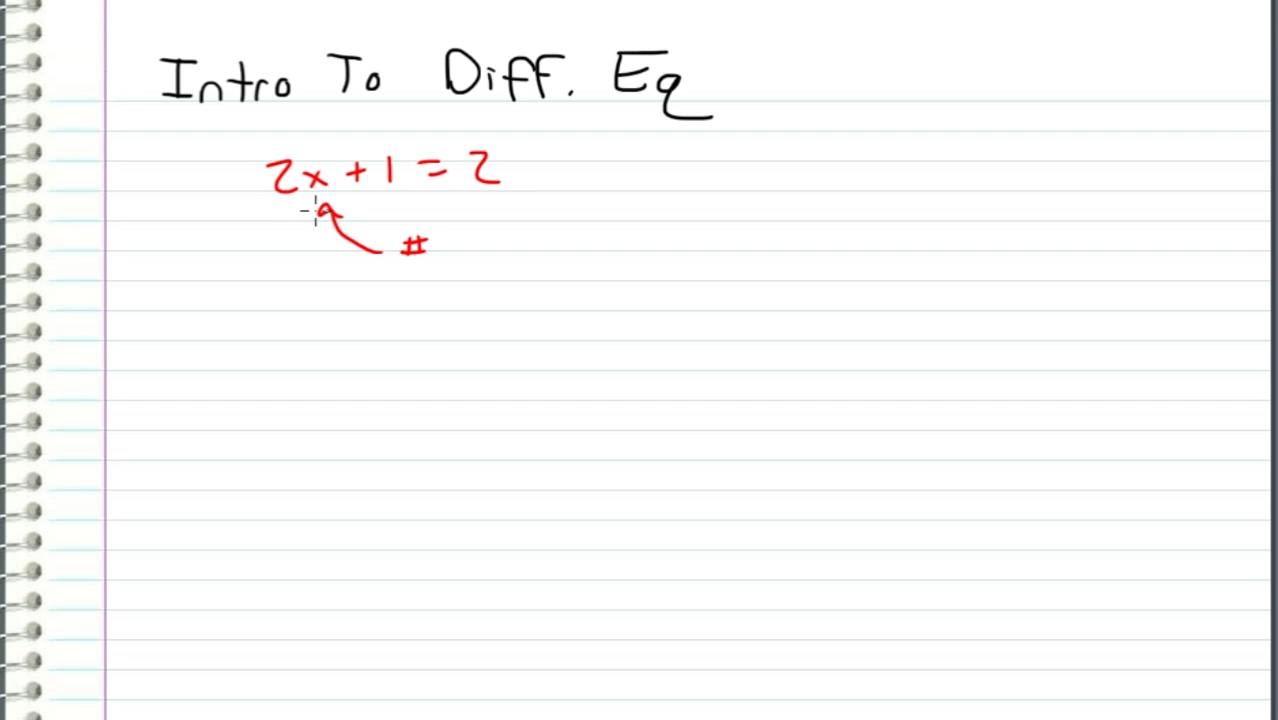 Intro To Diff. Eq
2x + 1 = 2
#